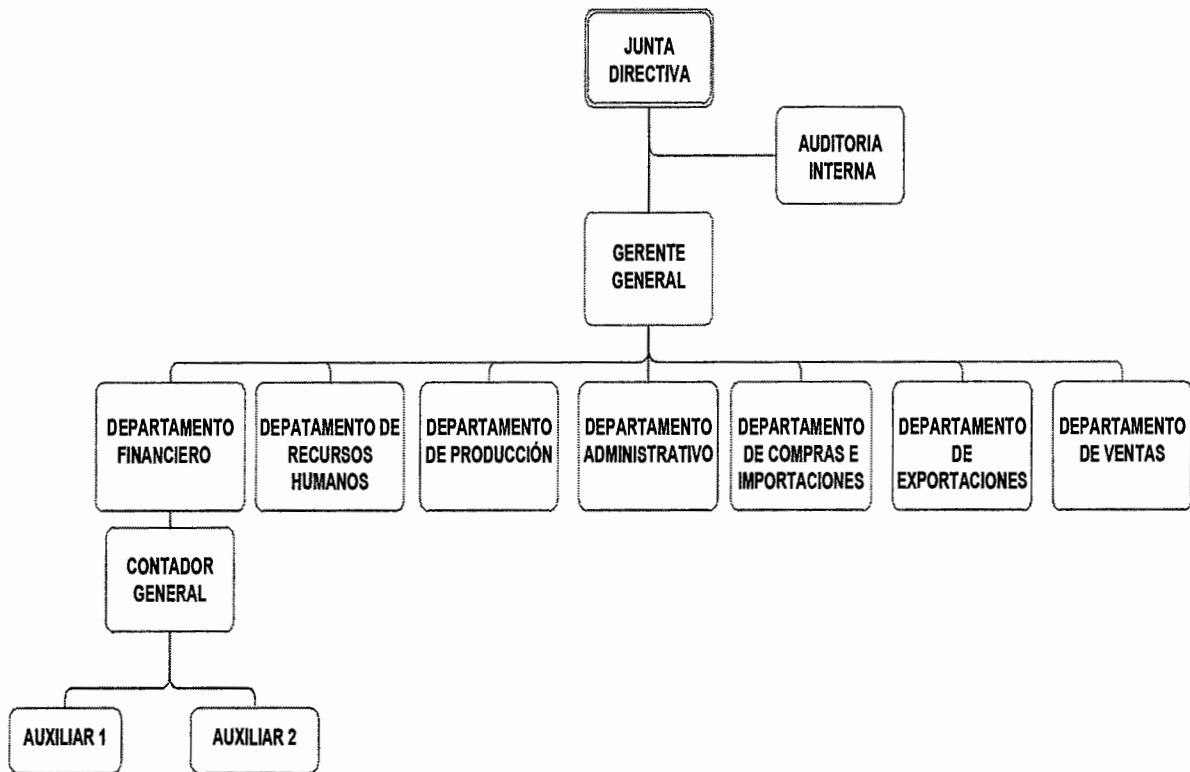 JUNTA
DIRECTIVA
AUDITORIA
INTERNA
GERENTE
GENERAL
DEPARTAMENTO
FINANCIERO
DEPATAMENTO DE
RECURSOS
HUMANOS
DEPARTAMENTO
DE PRODUCCIÓN
DEPARTAMENTO
ADMINISTRATIVO
DEPARTAMENTO
DE COMPRAS E
IMPORTACIONES
DEPARTAMENTO
DE
EXPORTACIONES
DEPARTAMENTO
DE VENTAS
CONTADOR
GENERAL
AUXILIAR 1
AUXILIAR 2